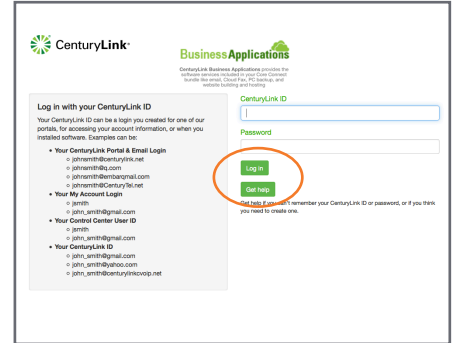 CenturyLink®
Business Applications
CenturyLink Business Applications provides the
software services included in your Core Connect
bundle like email, Cloud Fax, PC backup, and
website building and hosting.
Log in with your CenturyLink ID
Your CenturyLink ID can be a login you created for one of our
portals, for accessing your account information, or when you
installed software. Examples can be:
• Your CenturyLink Portal & Email Login
○ johnsmith@centurylink.net
○ johnsmith@q.com
○ johnsmith@embarqmail.com
○ johnsmith@CenturyTel.net
• Your My Account Login
○ jsmith
○ john_smith@gmail.com
• Your Control Center User ID
○ jsmith
○ john_smith@gmail.com
• Your CenturyLink ID
○ john_smith@gmail.com
○ john_smith@yahoo.com
○ john_smith@centurylinkcvoip.net
CenturyLink ID
Password
Log in
Get help
Get help if you can't remember your CenturyLink ID or password, or if you think
you need to create one.